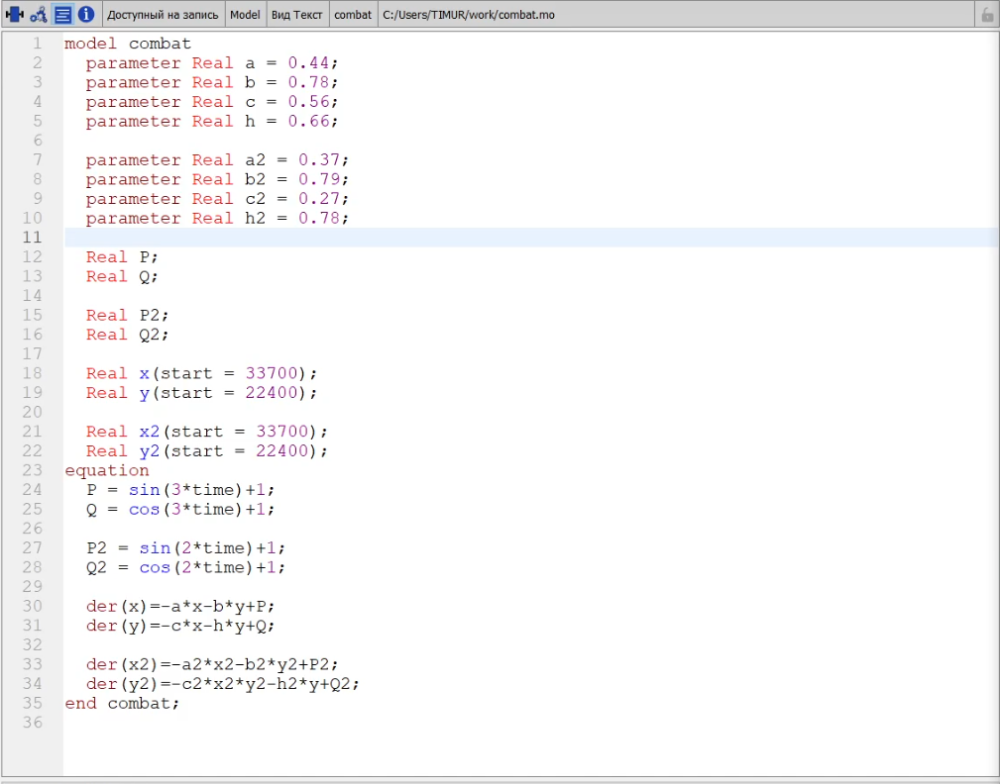 Доступный на запись Model Вид Текст combat C:/Users/TIMUR/work/combat.mo
1 model combat
2 parameter Real a = 0.44;
3 parameter Real b = 0.78;
4 parameter Real c = 0.56;
5 parameter Real h = 0.66;
6
7 parameter Real a2 = 0.37;
8 parameter Real b2 = 0.79;
9 parameter Real c2 = 0.27;
10 parameter Real h2 = 0.78;
11
12 Real P;
13 Real Q;
14
15 Real P2;
16 Real Q2;
17
18 Real x(start = 33700);
19 Real y(start = 22400);
20
21 Real x2(start = 33700);
22 Real y2(start = 22400);
23 equation
24 P = sin(3*time)+1;
25 Q = cos(3*time)+1;
26
27 P2 = sin(2*time)+1;
28 Q2 = cos(2*time)+1;
29
30 der(x)=-a*x-b*y+P;
31 der(y)=-c*x-h*y+Q;
32
33 der(x2)=-a2*x2-b2*y2+P2;
34 der(y2)=-c2*x2*y2-h2*y+Q2;
35 end combat;
36